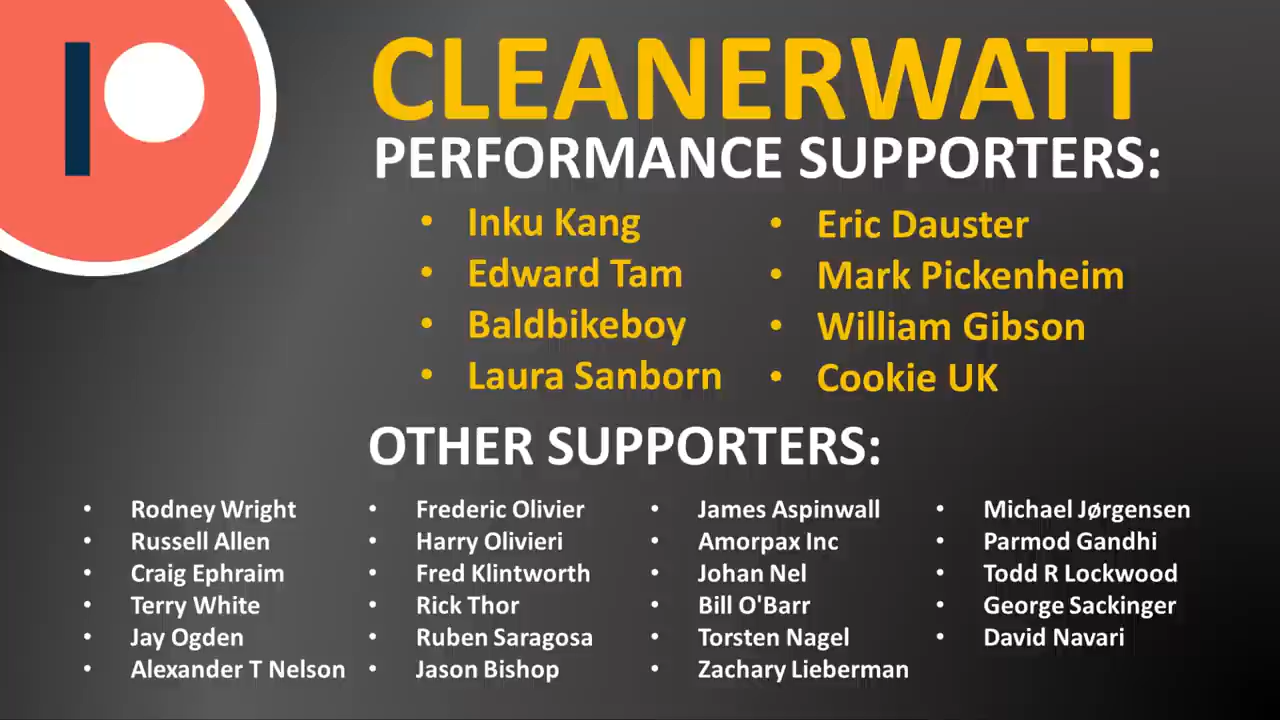 CLEANERWATT
PERFORMANCE SUPPORTERS:
• Inku Kang
• Edward Tam
• Baldbikeboy
• Laura Sanborn
• Eric Dauster
• Mark Pickenheim
• William Gibson
• Cookie UK
OTHER SUPPORTERS:
• Rodney Wright
• Russell Allen
• Craig Ephraim
• Terry White
• Jay Ogden
• Alexander T Nelson
• Frederic Olivier
• Harry Olivieri
• Fred Klintworth
• Rick Thor
• Ruben Saragosa
• Jason Bishop
• James Aspinwall
• Amorpax Inc
• Johan Nel
• Bill O'Barr
• Torsten Nagel
• Zachary Lieberman
• Michael Jørgensen
• Parmod Gandhi
• Todd R Lockwood
• George Sackinger
• David Navari